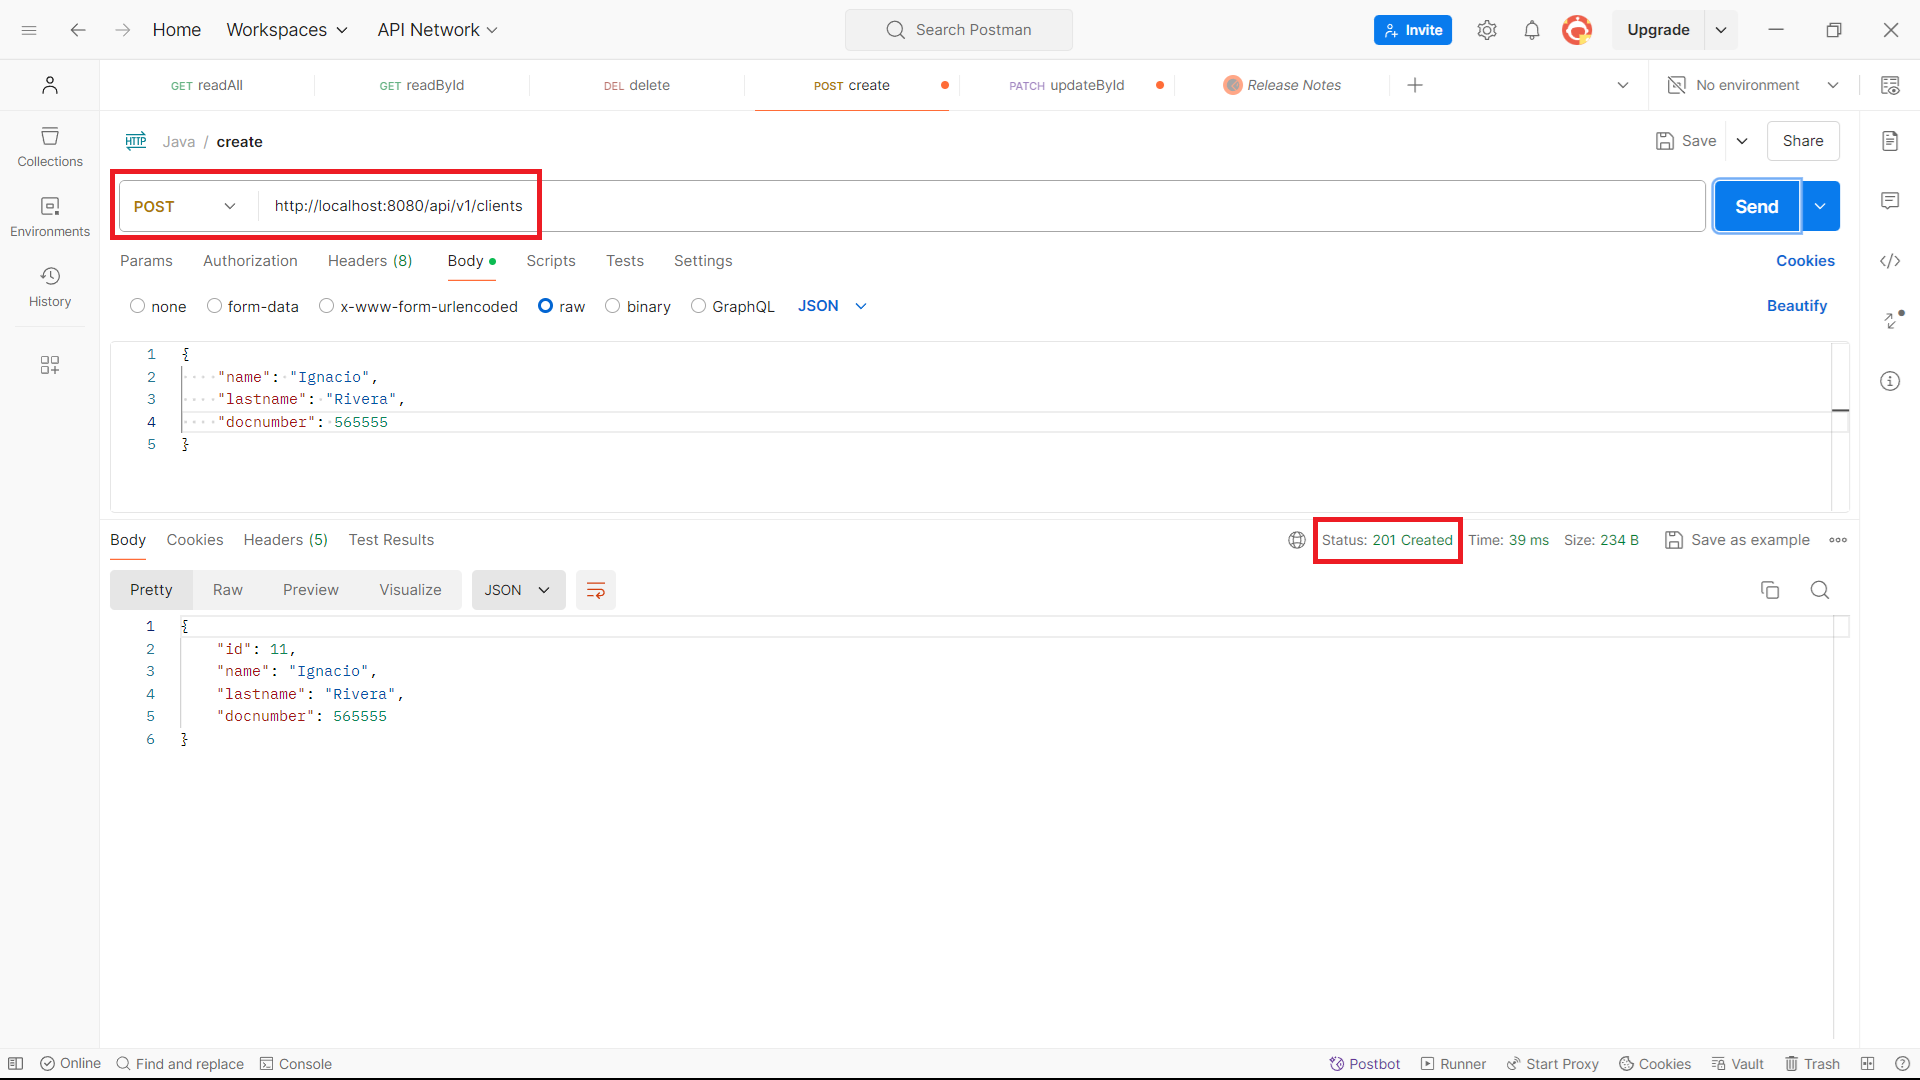 Home Workspaces API Network Search Postman Invite Upgrade
GET readAll GET readById DEL delete POST create PATCH updateById Release Notes No environment
Java / create Save Share
Collections
POST http://localhost:8080/api/v1/clients Send
Environments
Params Authorization Headers (8) Body Scripts Tests Settings Cookies
History
none form-data x-www-form-urlencoded raw binary GraphQL JSON Beautify
1 {
2 "name": "Ignacio",
3 "lastname": "Rivera",
4 "docnumber": 565555
5 }
Body Cookies Headers (5) Test Results Status: 201 Created Time: 39 ms Size: 234 B Save as example
Pretty Raw Preview Visualize JSON
1 {
2 "id": 11,
3 "name": "Ignacio",
4 "lastname": "Rivera",
5 "docnumber": 565555
6 }
Online Find and replace Console Postbot Runner Start Proxy Cookies Vault Trash